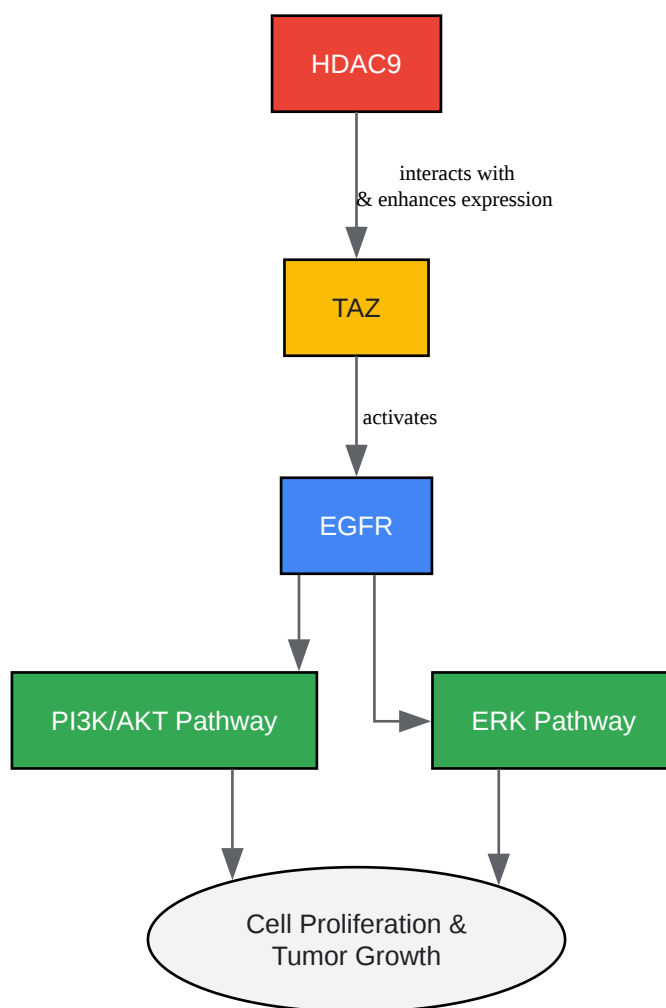 HDAC9
interacts with
& enhances expression
TAZ
activates
EGFR
PI3K/AKT Pathway
ERK Pathway
Cell Proliferation &
Tumor Growth